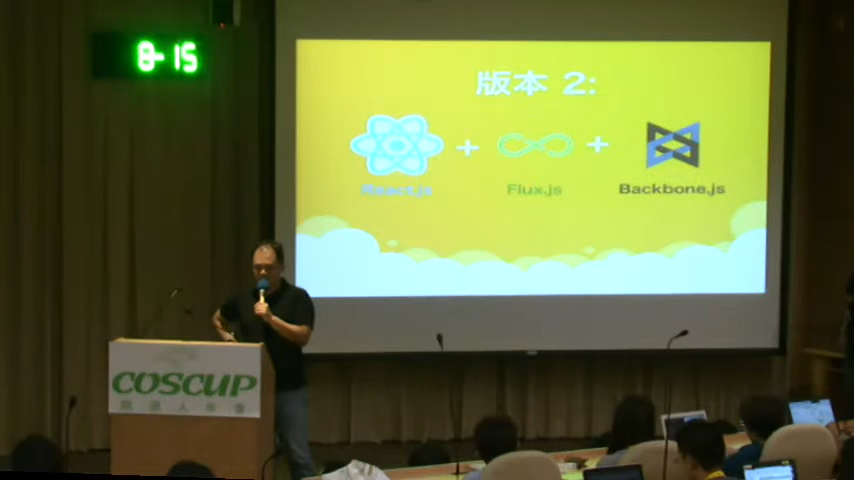 8-15
版本 2:
React.js + Flux.js + Backbone.js
COSCUP